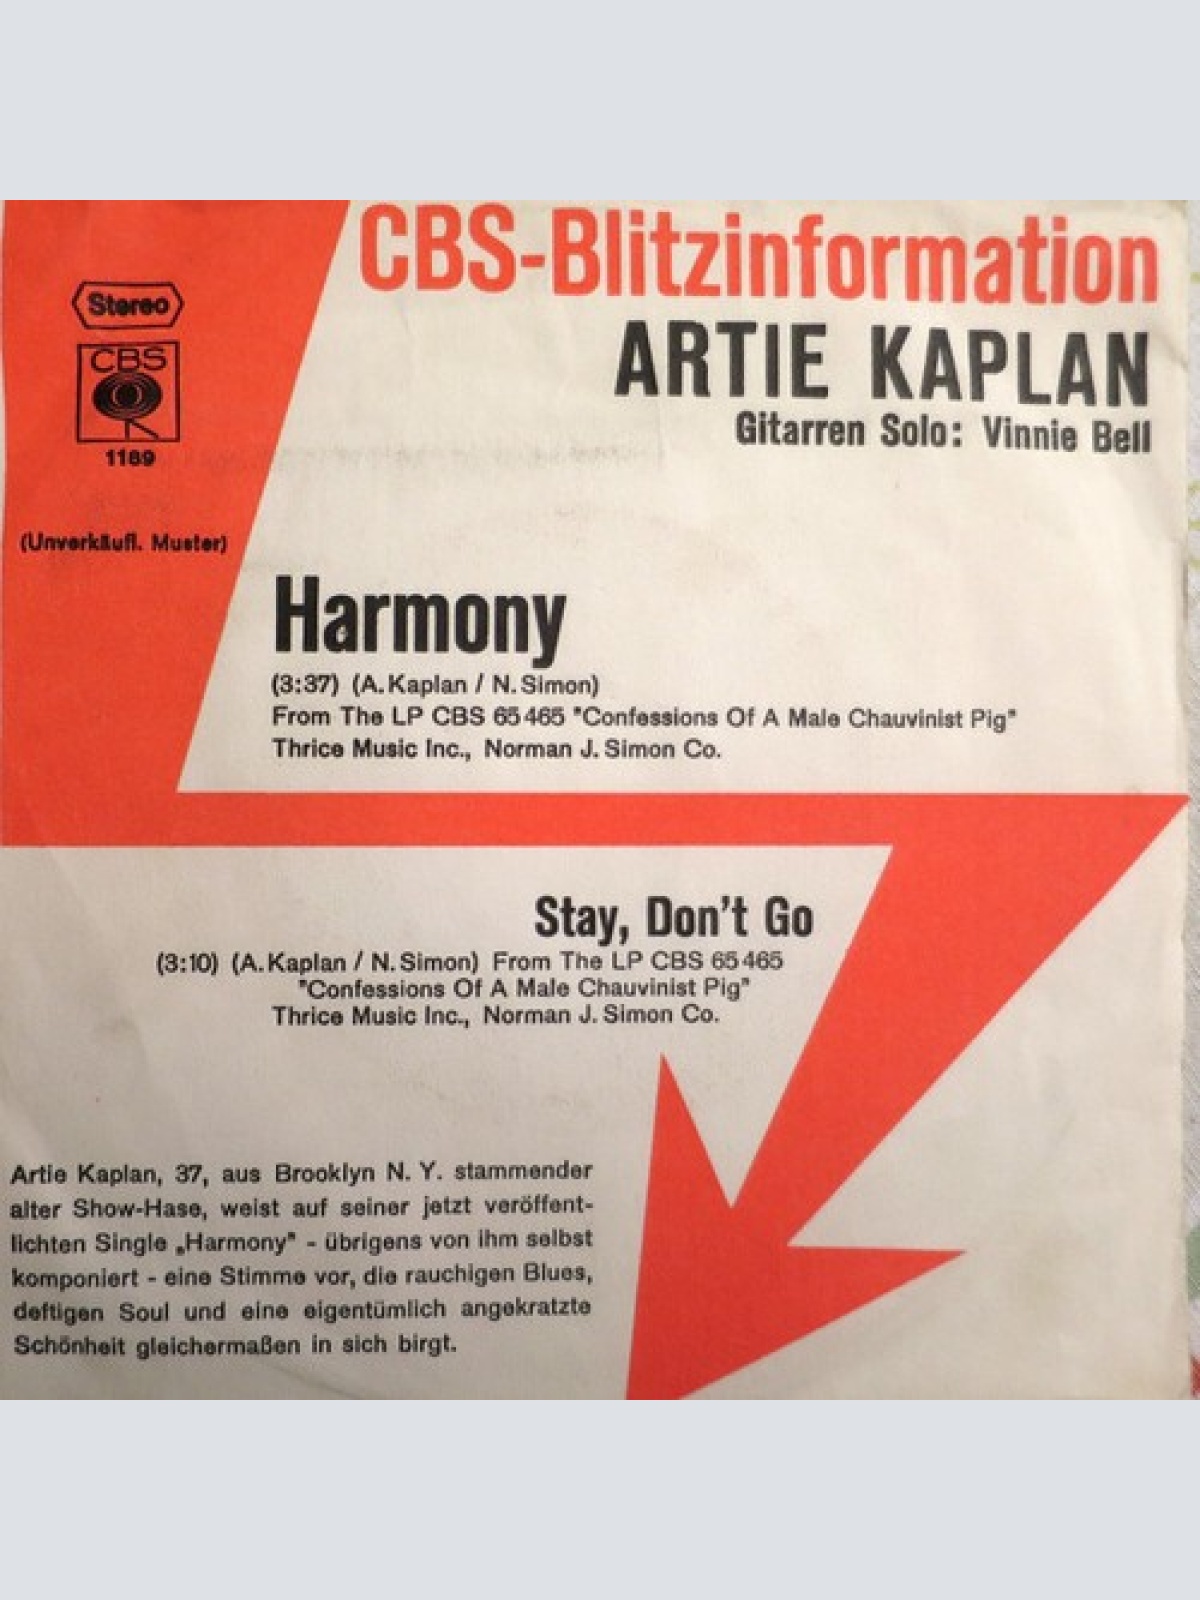 CBS-Blitzinformation
ARTIE KAPLAN
Gitarren Solo: Vinnie Bell
Stereo
CBS
1189
(Unverkäufl. Muster)
Harmony
(3:37) (A. Kaplan / N. Simon)
From The LP CBS 65 465 "Confessions Of A Male Chauvinist Pig"
Thrice Music Inc., Norman J. Simon Co.
Stay, Don't Go
(3:10) (A. Kaplan / N. Simon) From The LP CBS 65 465
"Confessions Of A Male Chauvinist Pig"
Thrice Music Inc., Norman J. Simon Co.
Artie Kaplan, 37, aus Brooklyn N. Y. stammender
alter Show-Hase, weist auf seiner jetzt veröffent-
lichten Single „Harmony" - übrigens von ihm selbst
komponiert - eine Stimme vor, die rauchigen Blues,
deftigen Soul und eine eigentümlich angekratzte
Schönheit gleichermaßen in sich birgt.